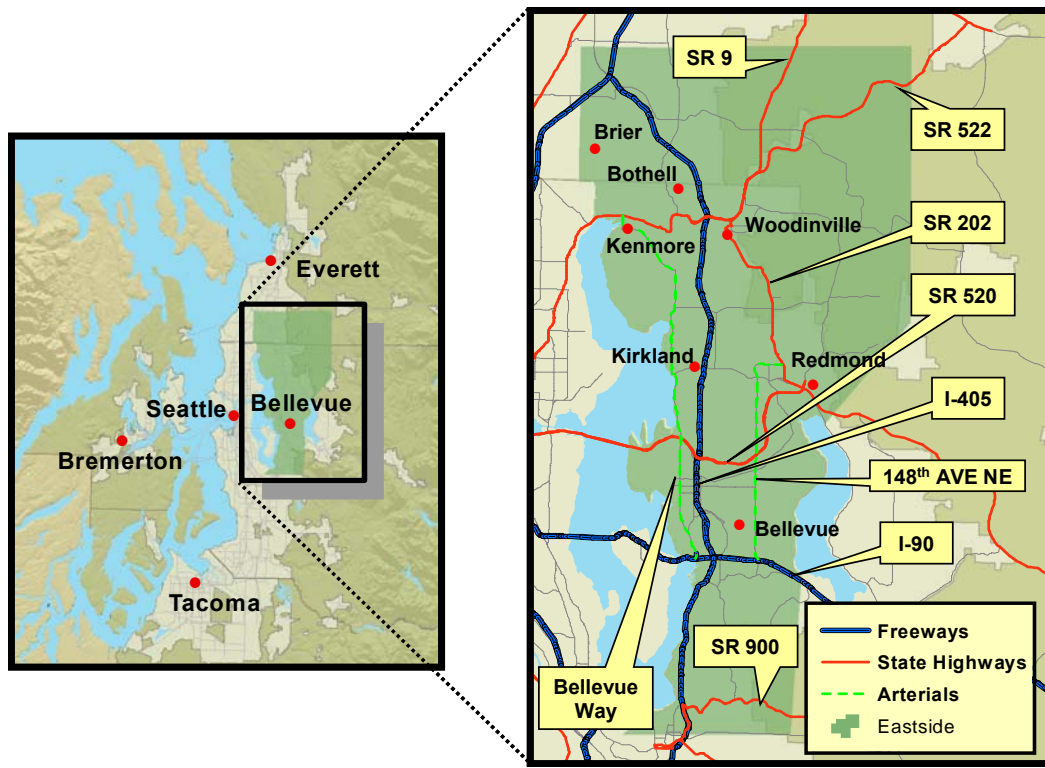 Everett
Seattle
Bellevue
Bremerton
Tacoma
SR 9
SR 522
Brier
Bothell
SR 202
Woodinville
Kenmore
SR 520
Kirkland
Redmond
I-405
148th AVE NE
Bellevue
I-90
SR 900
Bellevue
Way
Freeways
State Highways
Arterials
Eastside